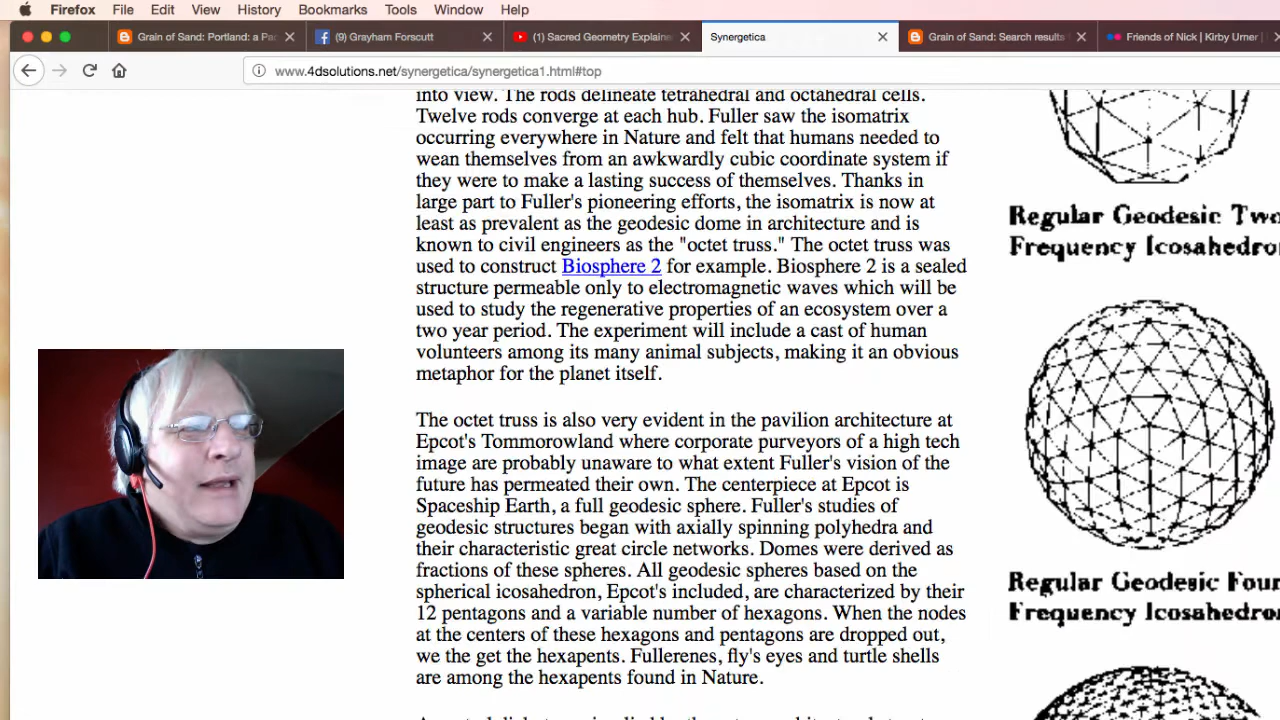 Firefox File Edit View History Bookmarks Tools Window Help
Grain of Sand: Portland: a Pa
(9) Grayham Forscutt
(1) Sacred Geometry Explaine
Synergetica
Grain of Sand: Search results
Friends of Nick | Kirby Urner |
www.4dsolutions.net/synergetica/synergetica1.html#top
into view. The rods delineate tetrahedral and octahedral cells.
Twelve rods converge at each hub. Fuller saw the isomatrix
occurring everywhere in Nature and felt that humans needed to
wean themselves from an awkwardly cubic coordinate system if
they were to make a lasting success of themselves. Thanks in
large part to Fuller's pioneering efforts, the isomatrix is now at
least as prevalent as the geodesic dome in architecture and is
known to civil engineers as the "octet truss." The octet truss was
used to construct Biosphere 2 for example. Biosphere 2 is a sealed
structure permeable only to electromagnetic waves which will be
used to study the regenerative properties of an ecosystem over a
two year period. The experiment will include a cast of human
volunteers among its many animal subjects, making it an obvious
metaphor for the planet itself.
The octet truss is also very evident in the pavilion architecture at
Epcot's Tommorowland where corporate purveyors of a high tech
image are probably unaware to what extent Fuller's vision of the
future has permeated their own. The centerpiece at Epcot is
Spaceship Earth, a full geodesic sphere. Fuller's studies of
geodesic structures began with axially spinning polyhedra and
their characteristic great circle networks. Domes were derived as
fractions of these spheres. All geodesic spheres based on the
spherical icosahedron, Epcot's included, are characterized by their
12 pentagons and a variable number of hexagons. When the nodes
at the centers of these hexagons and pentagons are dropped out,
we the get the hexapents. Fullerenes, fly's eyes and turtle shells
are among the hexapents found in Nature.
Regular Geodesic Two
Frequency Icosahedron
Regular Geodesic Four
Frequency Icosahedron